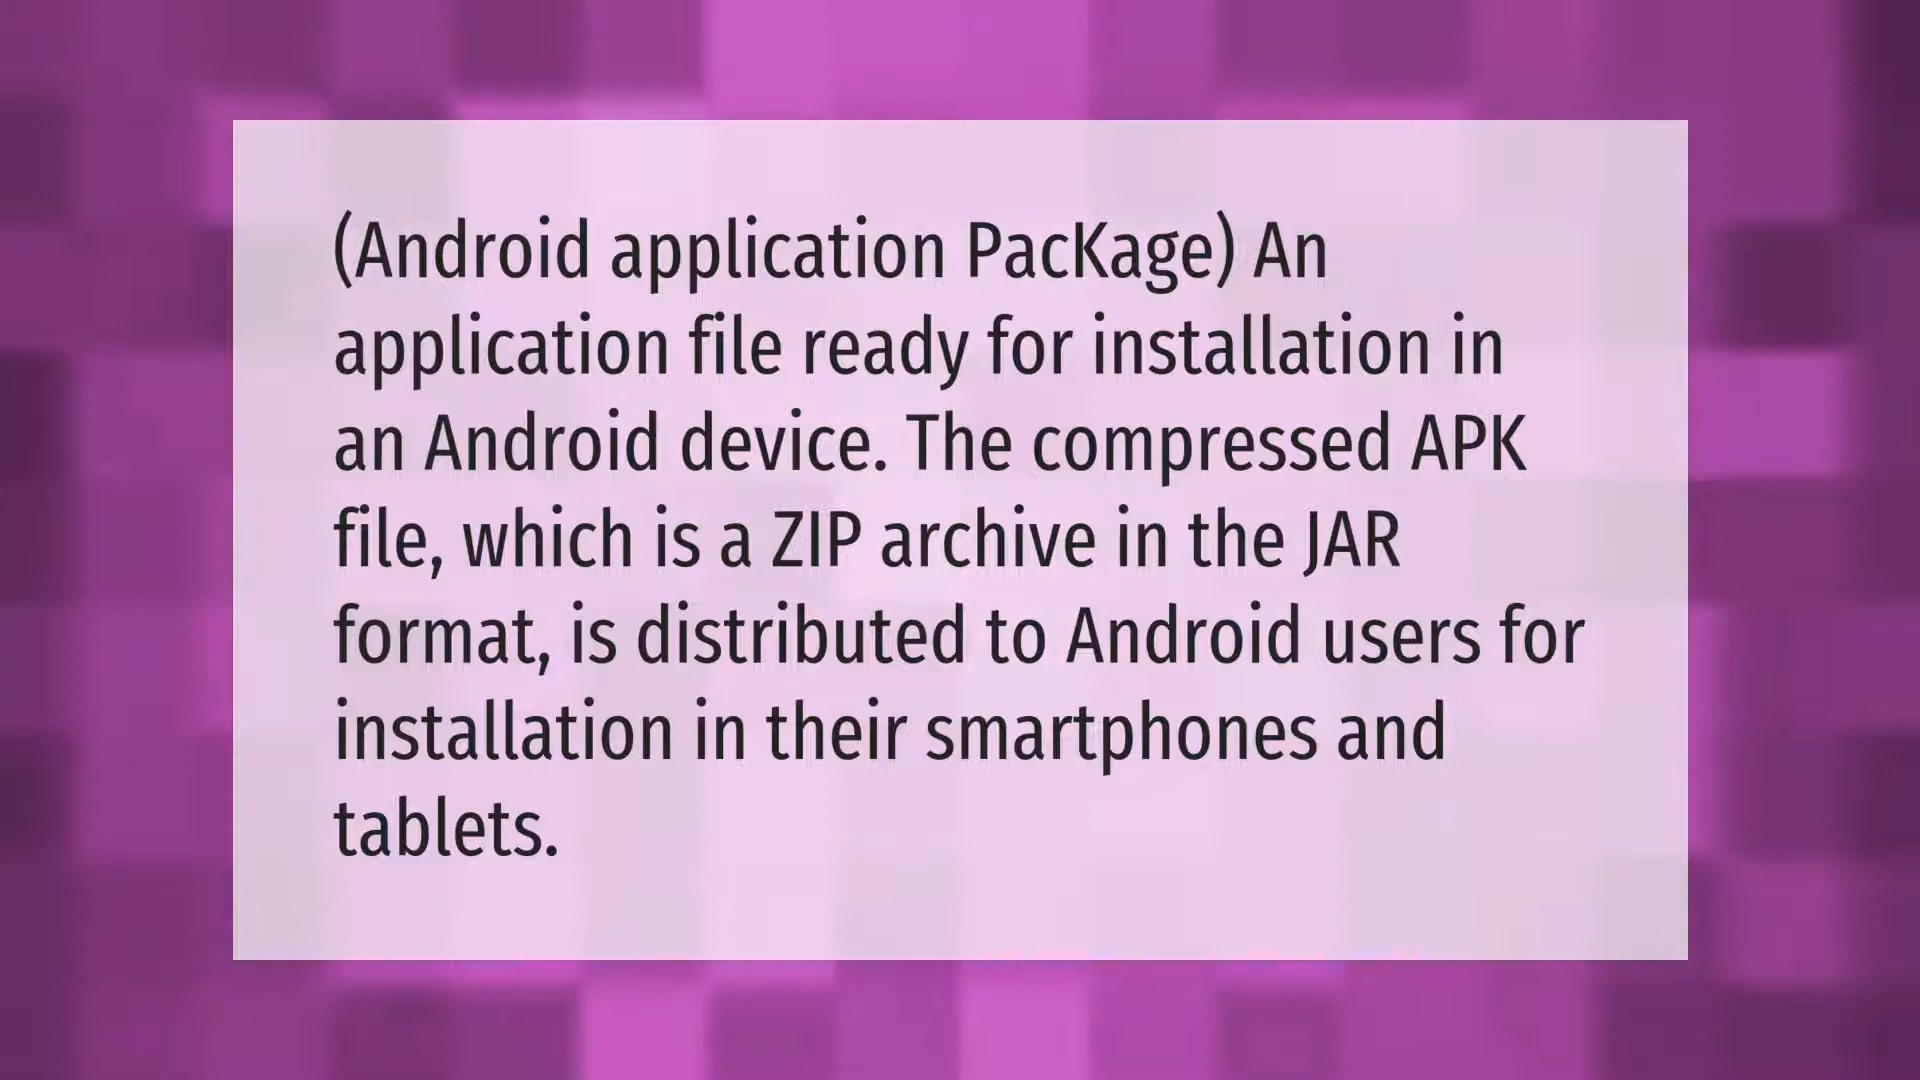 (Android application PacKage) An
application file ready for installation in
an Android device. The compressed APK
file, which is a ZIP archive in the JAR
format, is distributed to Android users for
installation in their smartphones and
tablets.